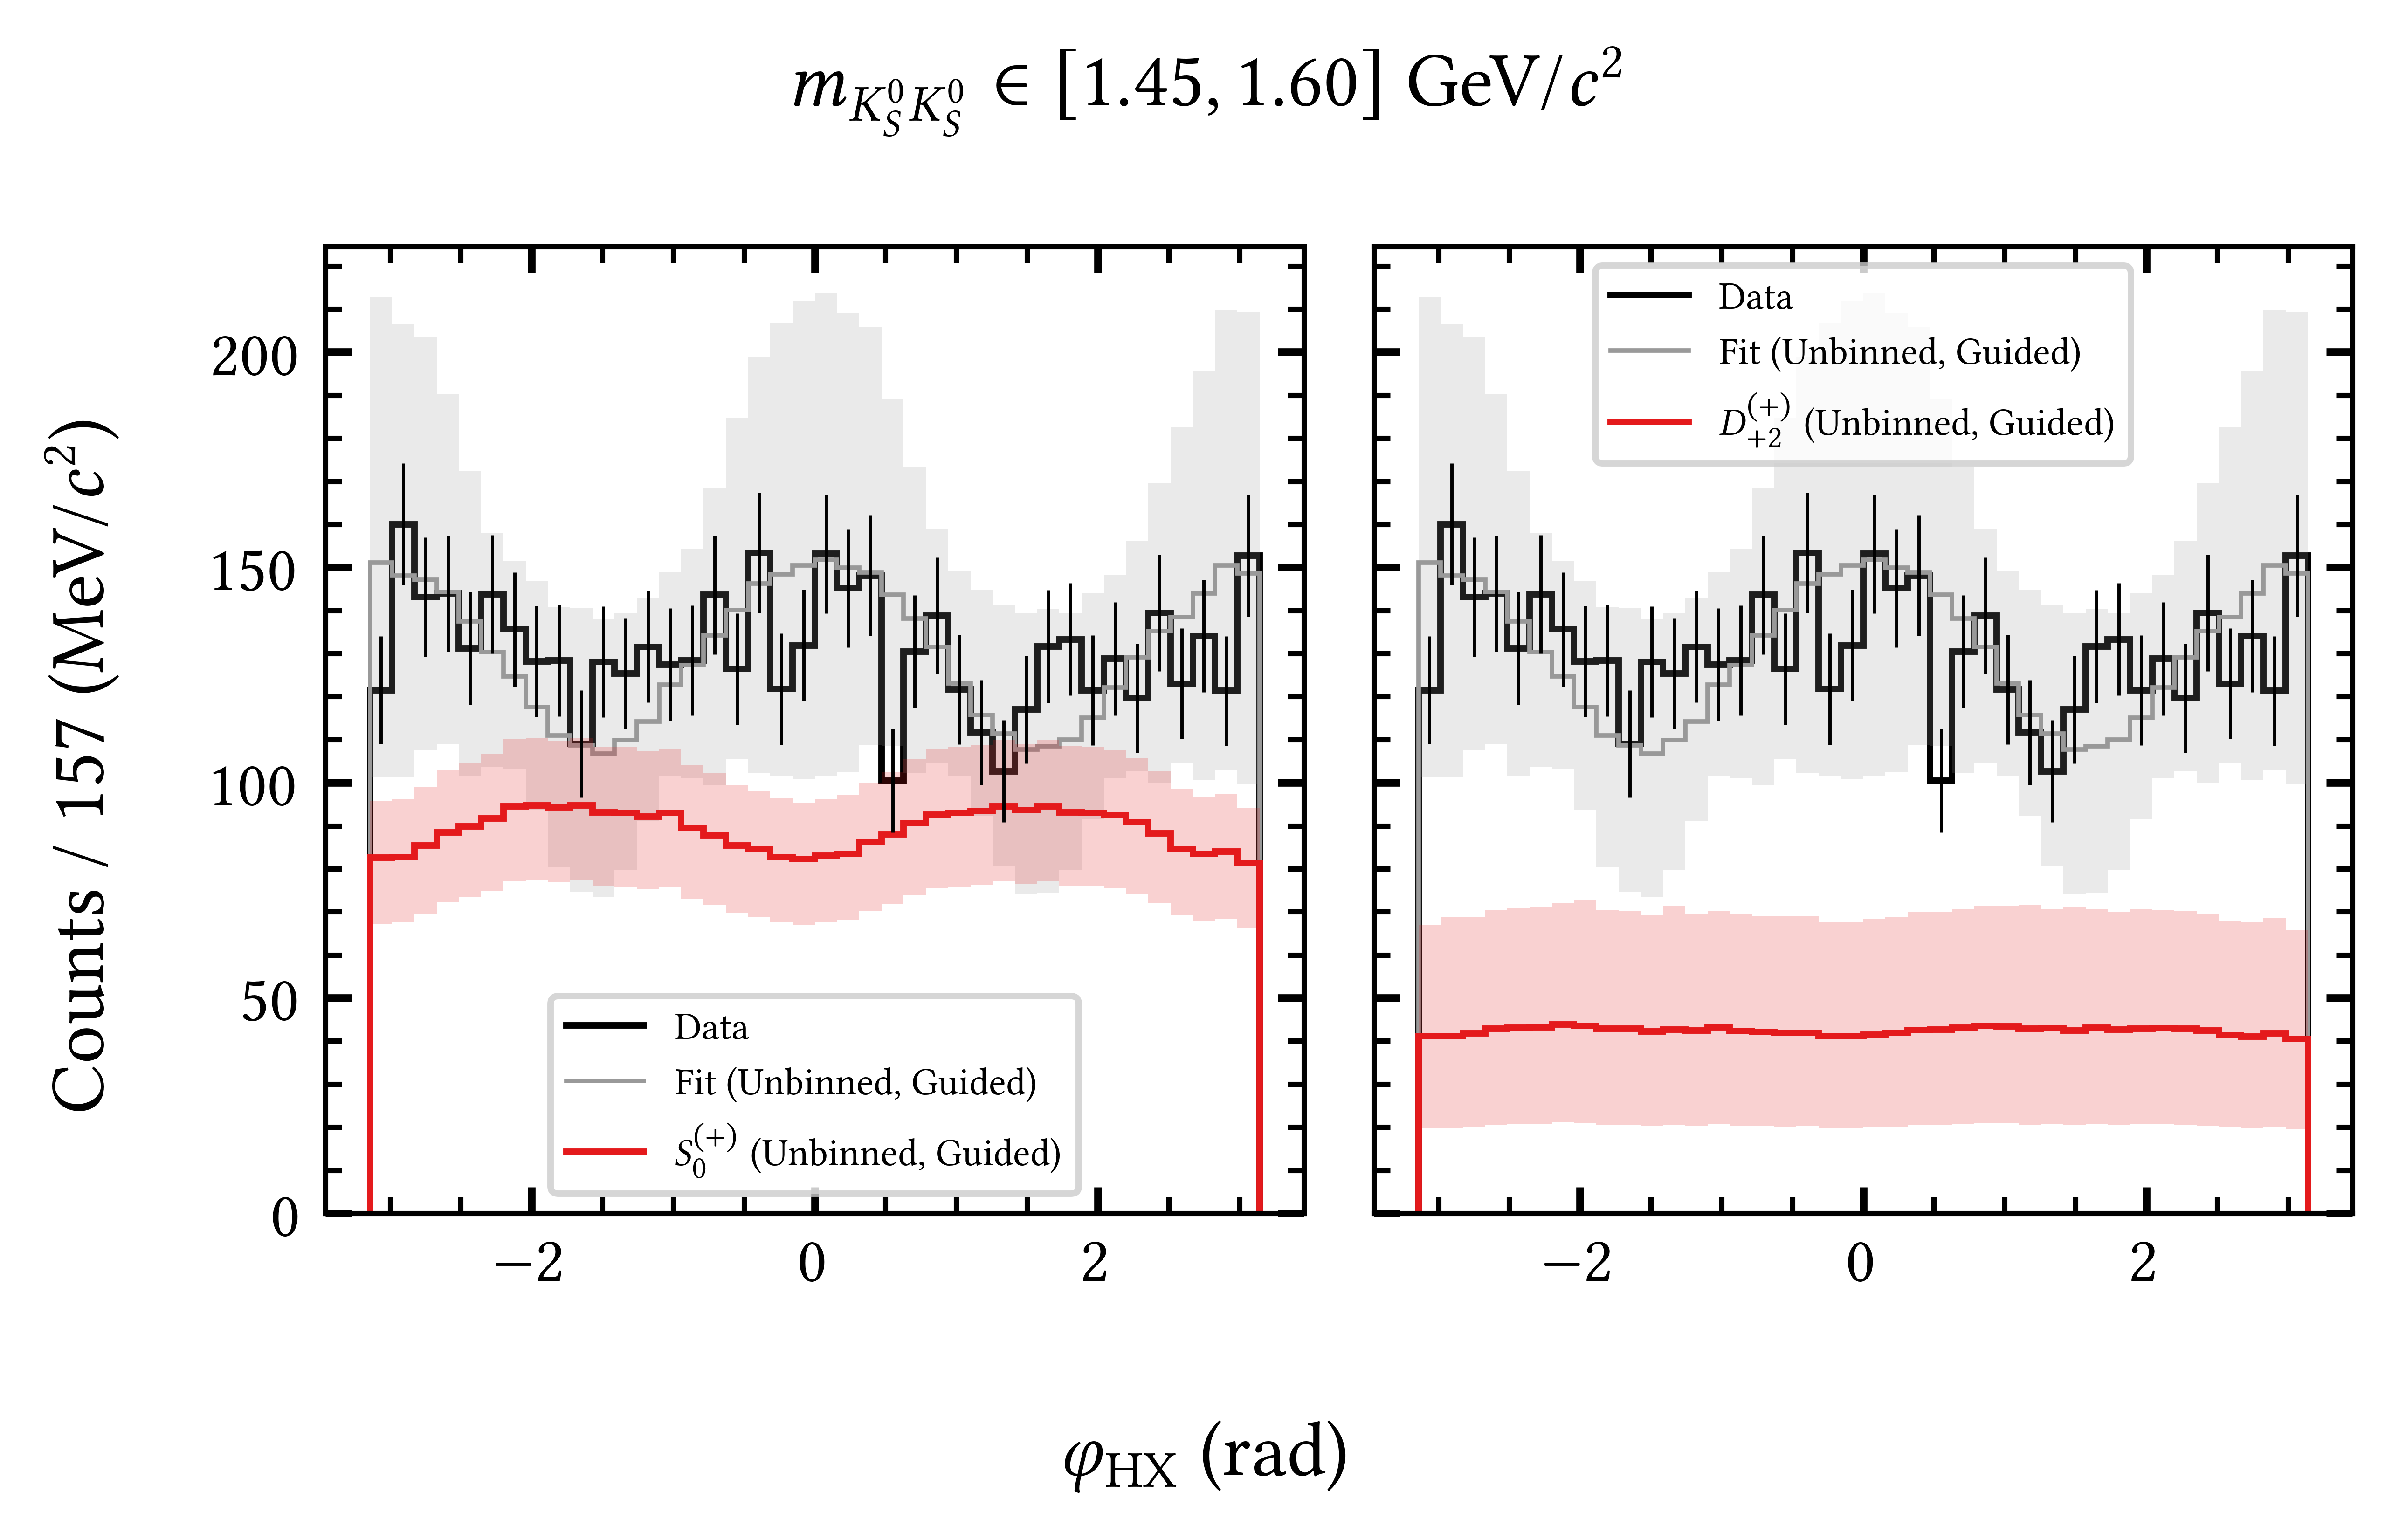 m_{K_S^0 K_S^0} ∈ [1.45, 1.60] GeV/c²
Counts / 157 (MeV/c²)
200
150
100
50
0
Data
Fit (Unbinned, Guided)
S_0^{(+)} (Unbinned, Guided)
−2
0
2
Data
Fit (Unbinned, Guided)
D_{+2}^{(+)} (Unbinned, Guided)
−2
0
2
φ_{HX} (rad)